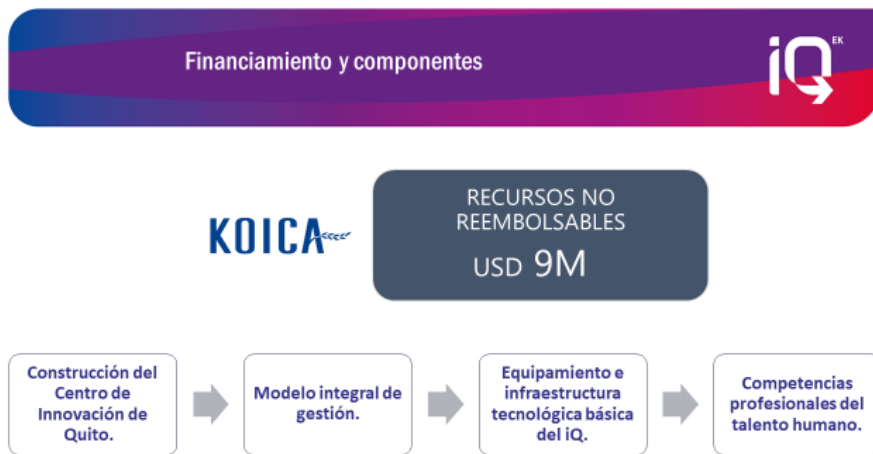 Financiamiento y componentes
iQ EK
KOICA
RECURSOS NO
REEMBOLSABLES
USD 9M
Construcción del
Centro de
Innovación de
Quito.
Modelo integral de
gestión.
Equipamiento e
infraestructura
tecnológica básica
del iQ.
Competencias
profesionales del
talento humano.